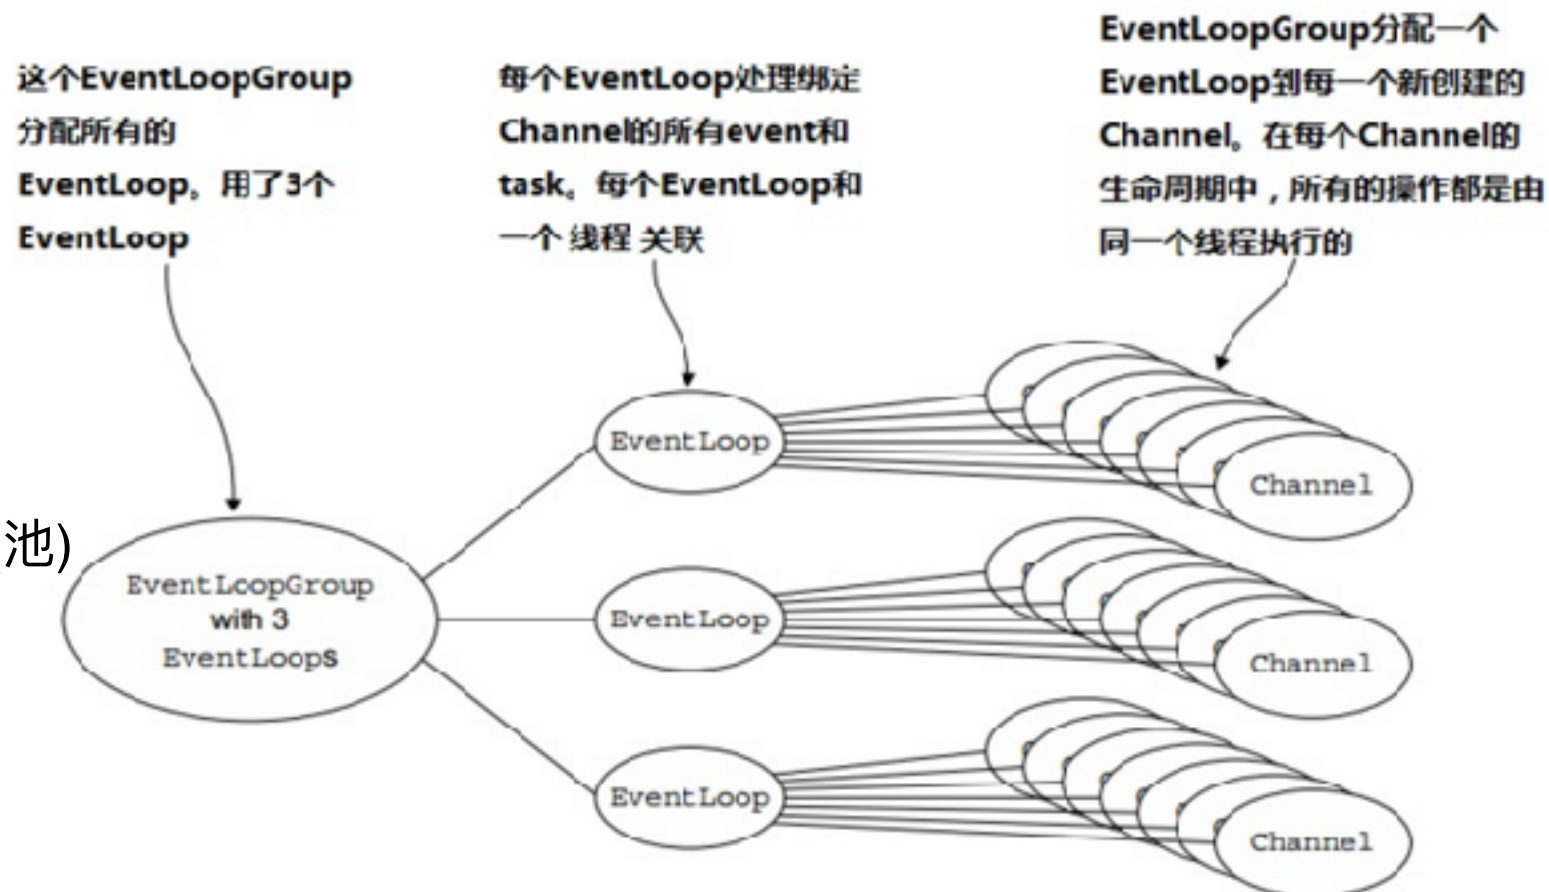 这个EventLoopGroup
分配所有的
EventLoop。用了3个
EventLoop
每个EventLoop处理绑定
Channel的所有event和
task。每个EventLoop和
一个 线程 关联
EventLoopGroup分配一个
EventLoop到每一个新创建的
Channel。在每个Channel的
生命周期中，所有的操作都是由
同一个线程执行的
池)
EventLoopGroup
with 3
EventLoops
EventLoop
Channel
EventLoop
Channel
EventLoop
Channel